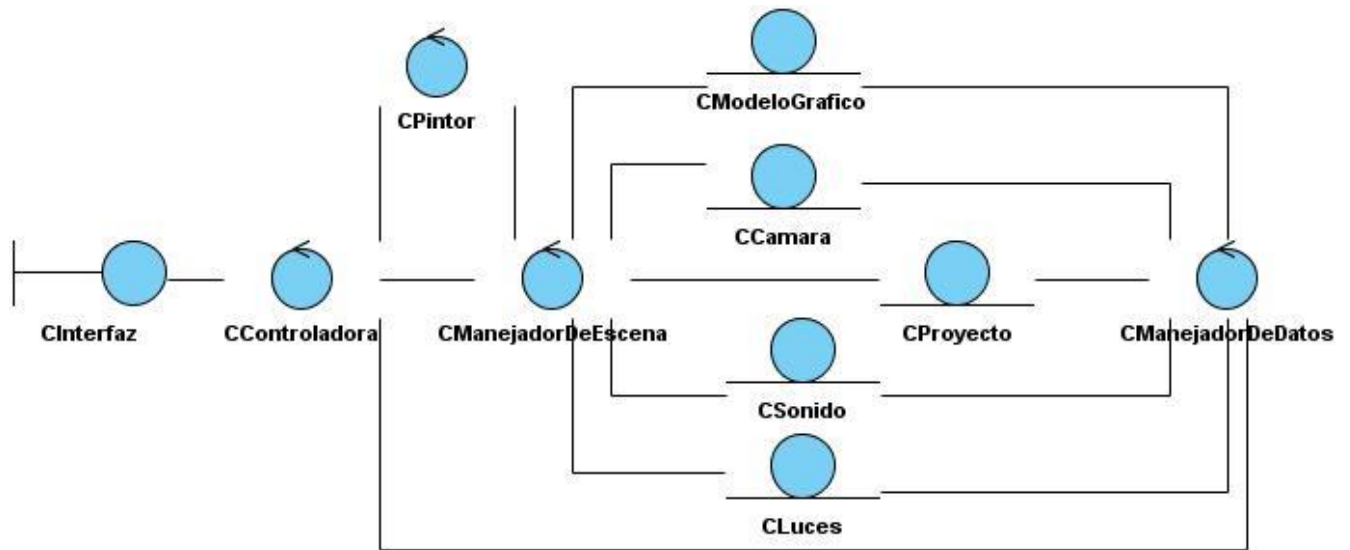 CPintor
CModeloGrafico
CCamara
CInterfaz
CControladora
CManejadorDeEscena
CProyecto
CManejadorDeDatos
CSonido
CLuces